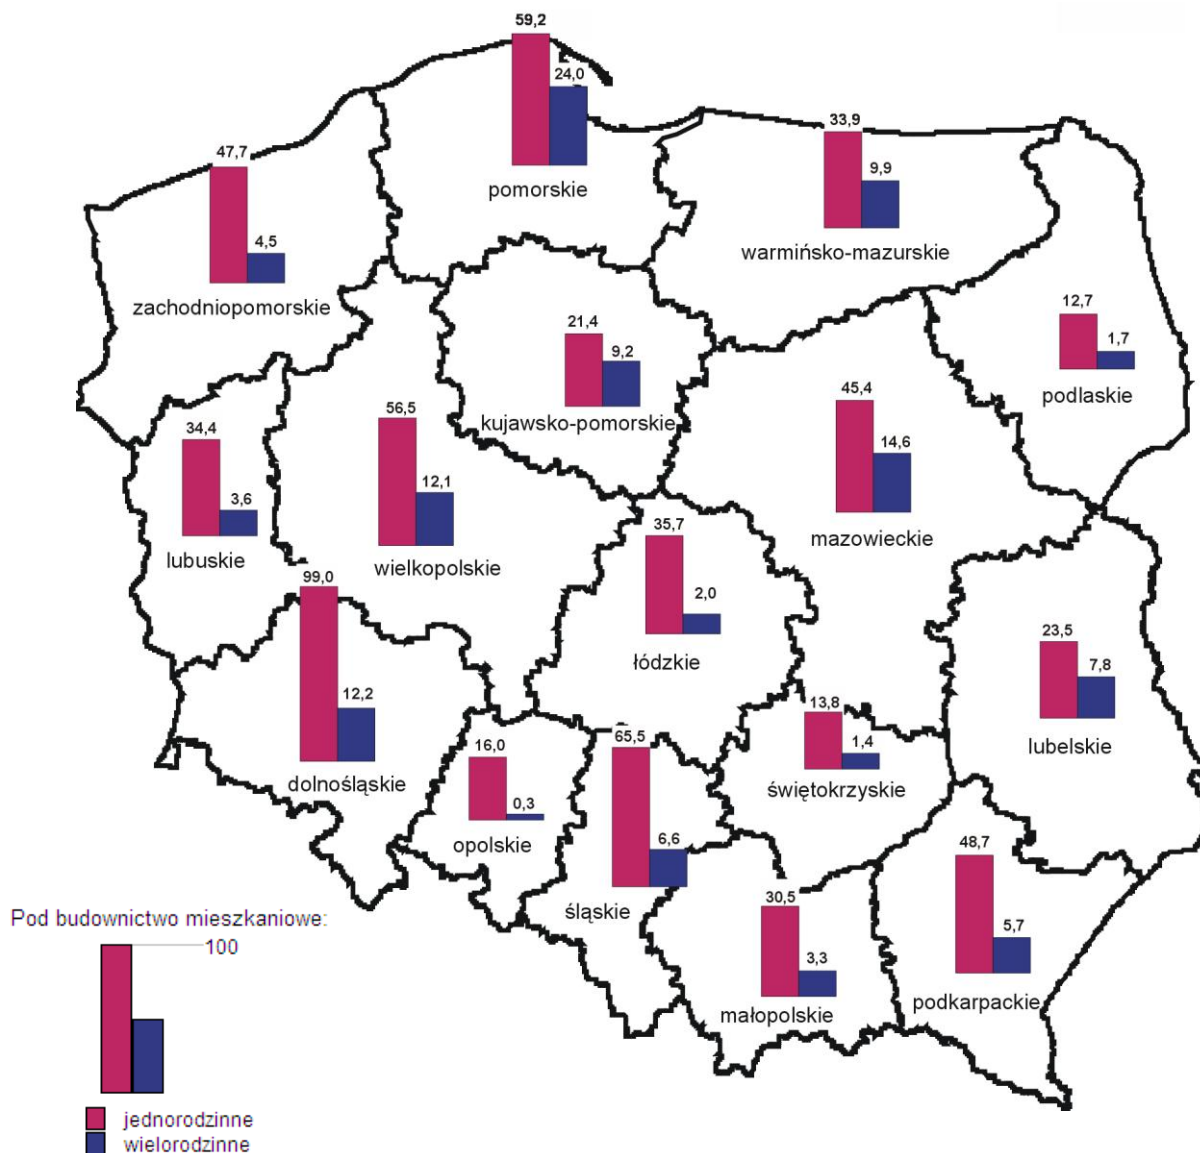 59,2
24,0
pomorskie
33,9
9,9
warmińsko-mazurskie
47,7
4,5
zachodniopomorskie
12,7
1,7
podlaskie
21,4
9,2
kujawsko-pomorskie
45,4
14,6
mazowieckie
56,5
12,1
wielkopolskie
34,4
3,6
lubuskie
35,7
2,0
łódzkie
99,0
12,2
dolnośląskie
23,5
7,8
lubelskie
13,8
1,4
świętokrzyskie
65,5
6,6
śląskie
16,0
0,3
opolskie
48,7
5,7
podkarpackie
30,5
3,3
małopolskie
Pod budownictwo mieszkaniowe:
100
jednorodzinne
wielorodzinne